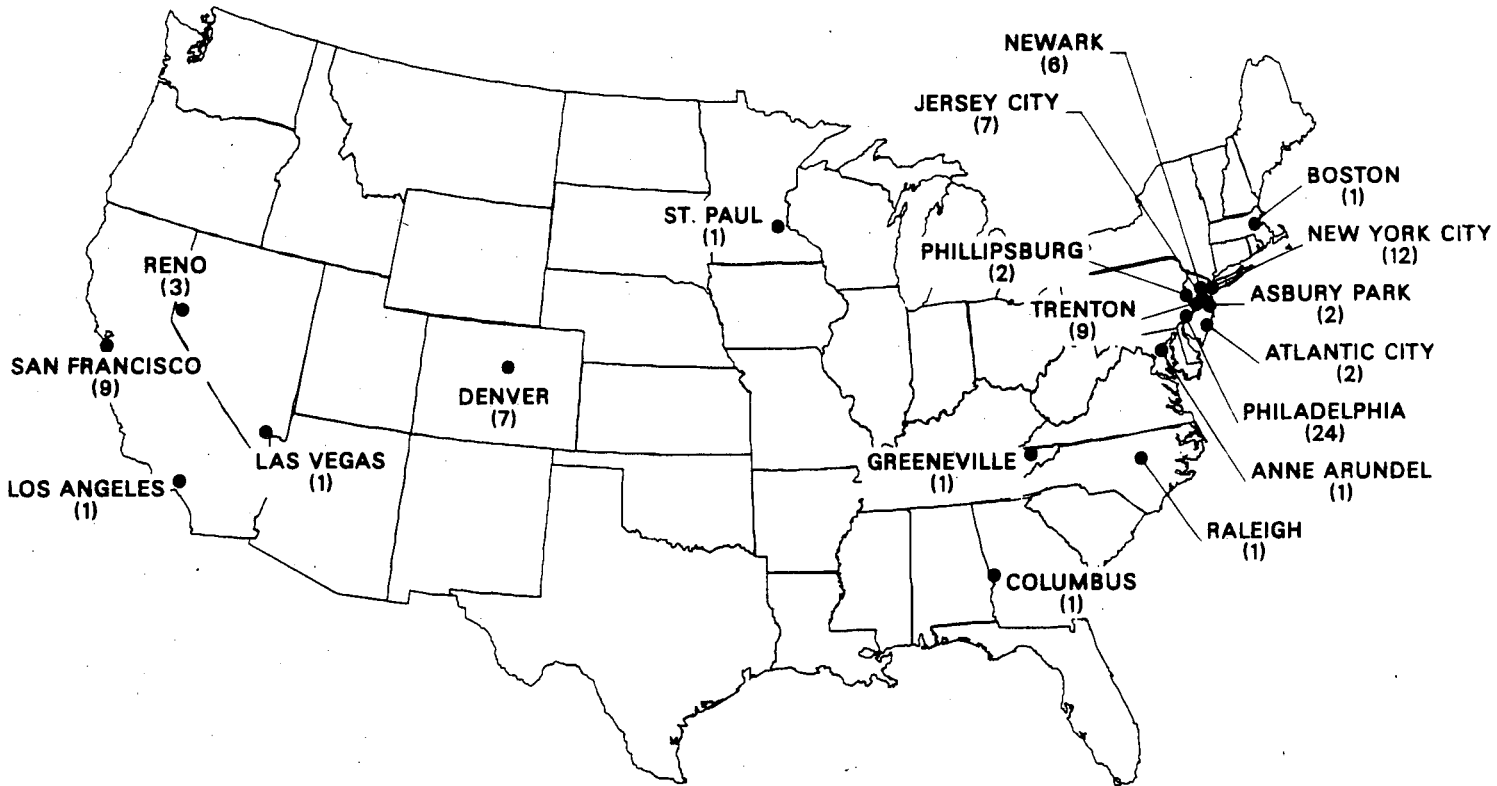 NEWARK
(6)
JERSEY CITY
(7)
BOSTON
(1)
ST. PAUL
(1)
NEW YORK CITY
(12)
PHILLIPSBURG
(2)
RENO
(3)
ASBURY PARK
(2)
TRENTON
(9)
ATLANTIC CITY
(2)
SAN FRANCISCO
(9)
DENVER
(7)
PHILADELPHIA
(24)
LAS VEGAS
(1)
GREENEVILLE
(1)
ANNE ARUNDEL
(1)
LOS ANGELES
(1)
RALEIGH
(1)
COLUMBUS
(1)